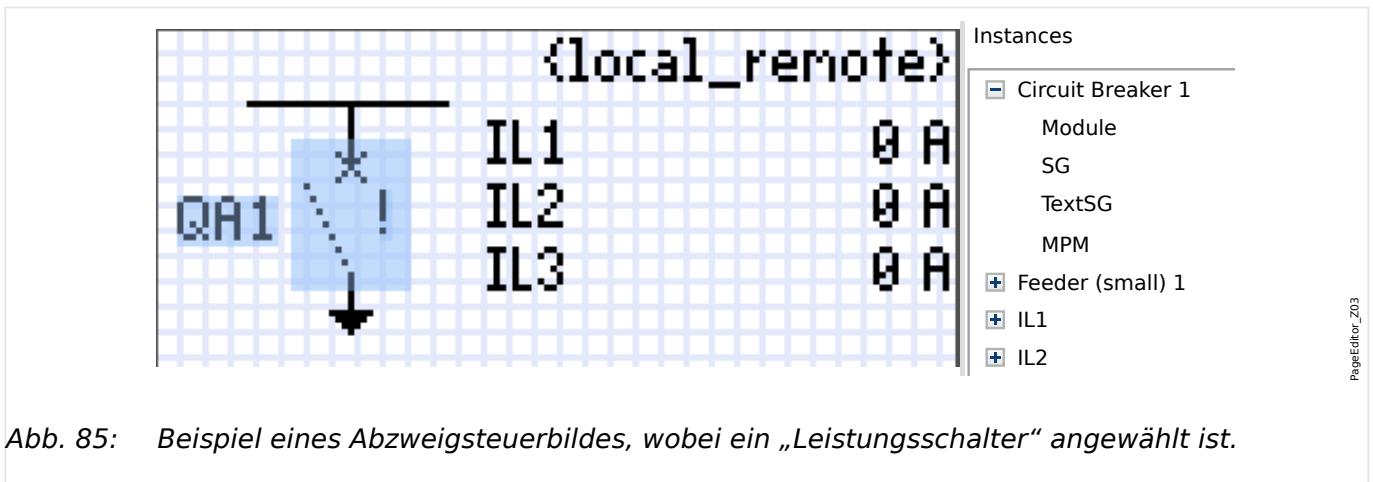 {local_remote}
QA1
!
IL1 0 A
IL2 0 A
IL3 0 A
Instances
Circuit Breaker 1
Module
SG
TextSG
MPM
Feeder (small) 1
IL1
IL2
PageEditor_Z03
Abb. 85: Beispiel eines Abzweigsteuerbildes, wobei ein „Leistungsschalter“ angewählt ist.